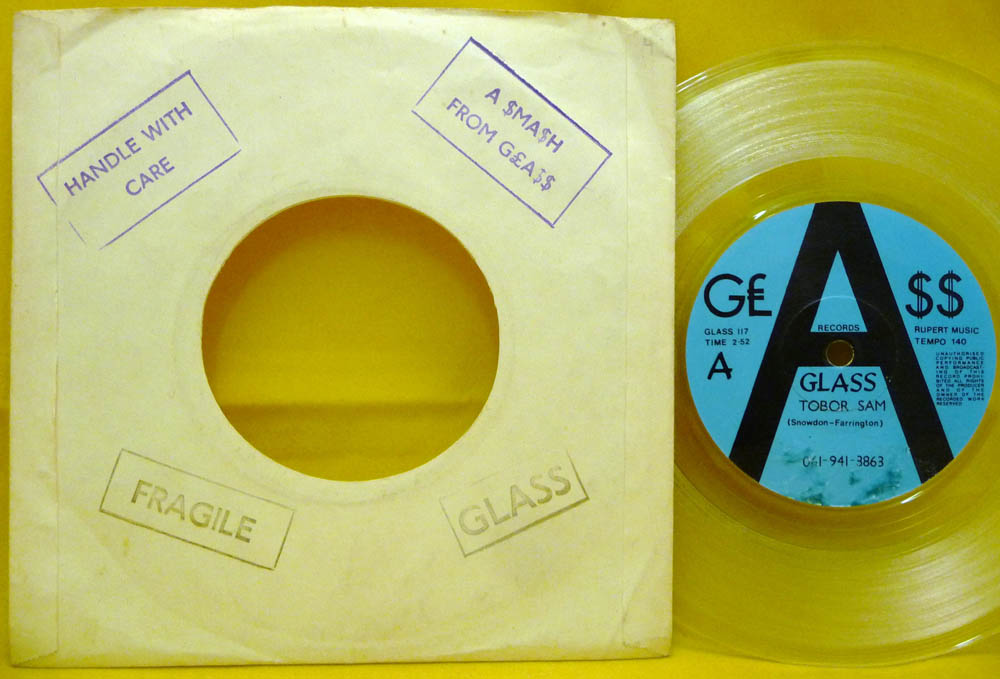 HANDLE WITH
CARE
A $MA$H
FROM G£A$$
FRAGILE
GLASS
G£A$$
GLASS 117
TIME 2·52
A
RECORDS
RUPERT MUSIC
TEMPO 140
UNAUTHORISED
COPYING PUBLIC
PERFORMANCE
AND BROADCAST-
ING OF THIS
RECORD PROHI-
BITED. ALL RIGHTS
OF THE PRODUCER
AND OF THE
OWNER OF THE
RECORDED WORK
RESERVED
GLASS
TOBOR SAM
(Snowdon-Farrington)
041-941-3863